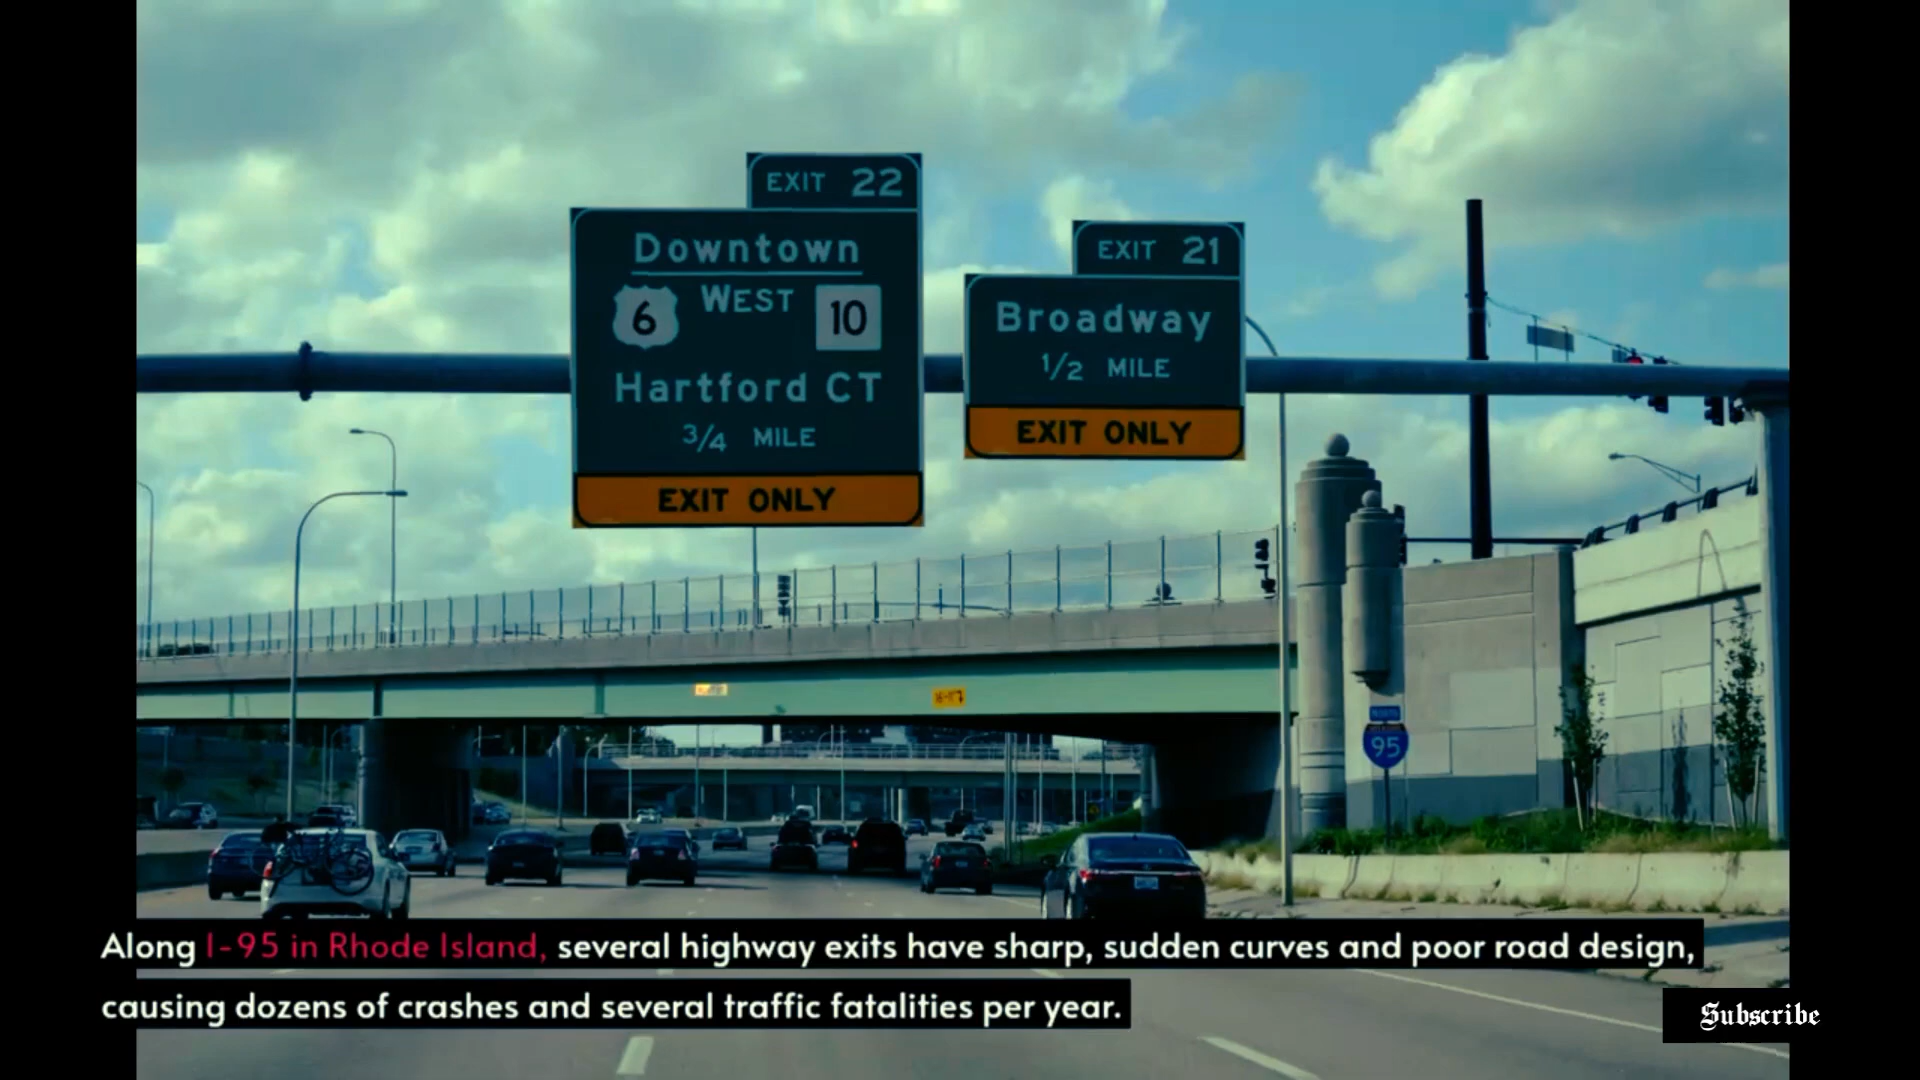 EXIT 22
Downtown
6 WEST 10
Hartford CT
3/4 MILE
EXIT ONLY
EXIT 21
Broadway
1/2 MILE
EXIT ONLY
NORTH
95
Along I-95 in Rhode Island, several highway exits have sharp, sudden curves and poor road design,
causing dozens of crashes and several traffic fatalities per year.
Subscribe